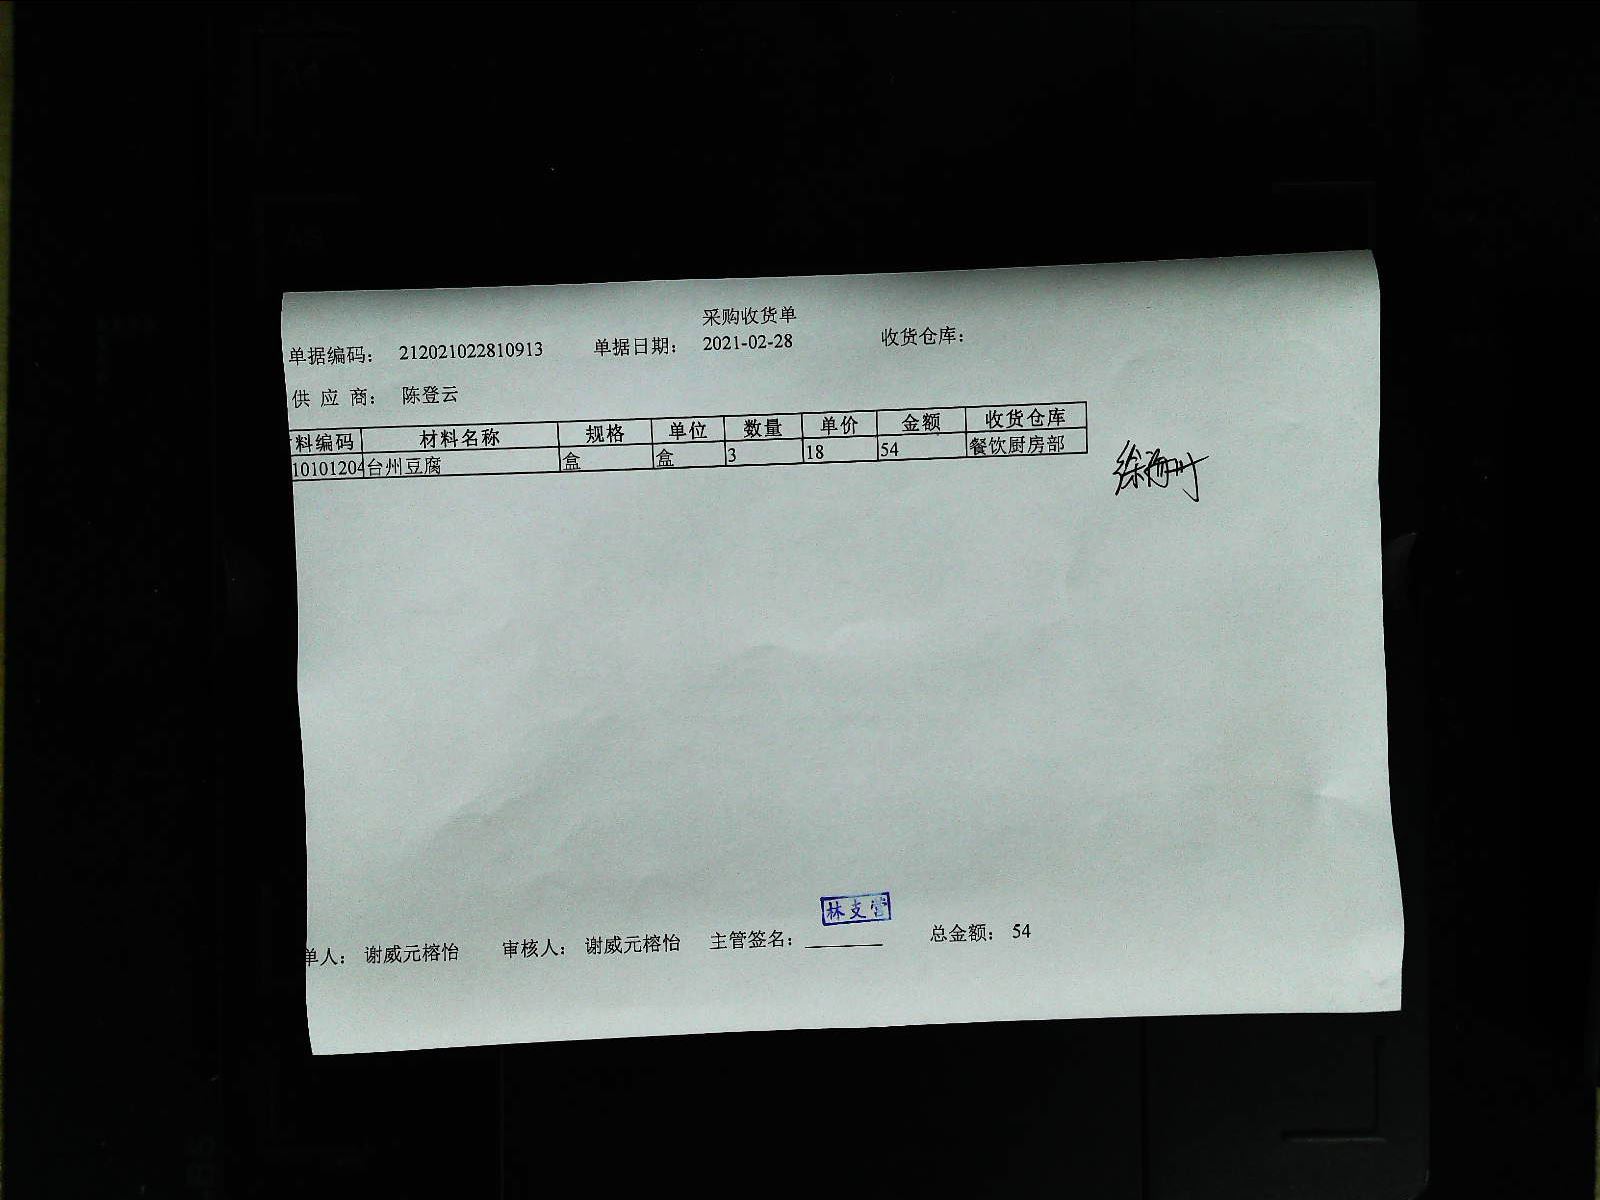 采购收货单
单据编码: 212021022810913 单据日期: 2021-02-28 收货仓库:
供 应 商: 陈登云
料编码 材料名称 规格 单位 数量 单价 金额 收货仓库
10101204 台州豆腐 盒 盒 3 18 54 餐饮厨房部
林支营
单人: 谢威元榕怡 审核人: 谢威元榕怡 主管签名: 总金额: 54